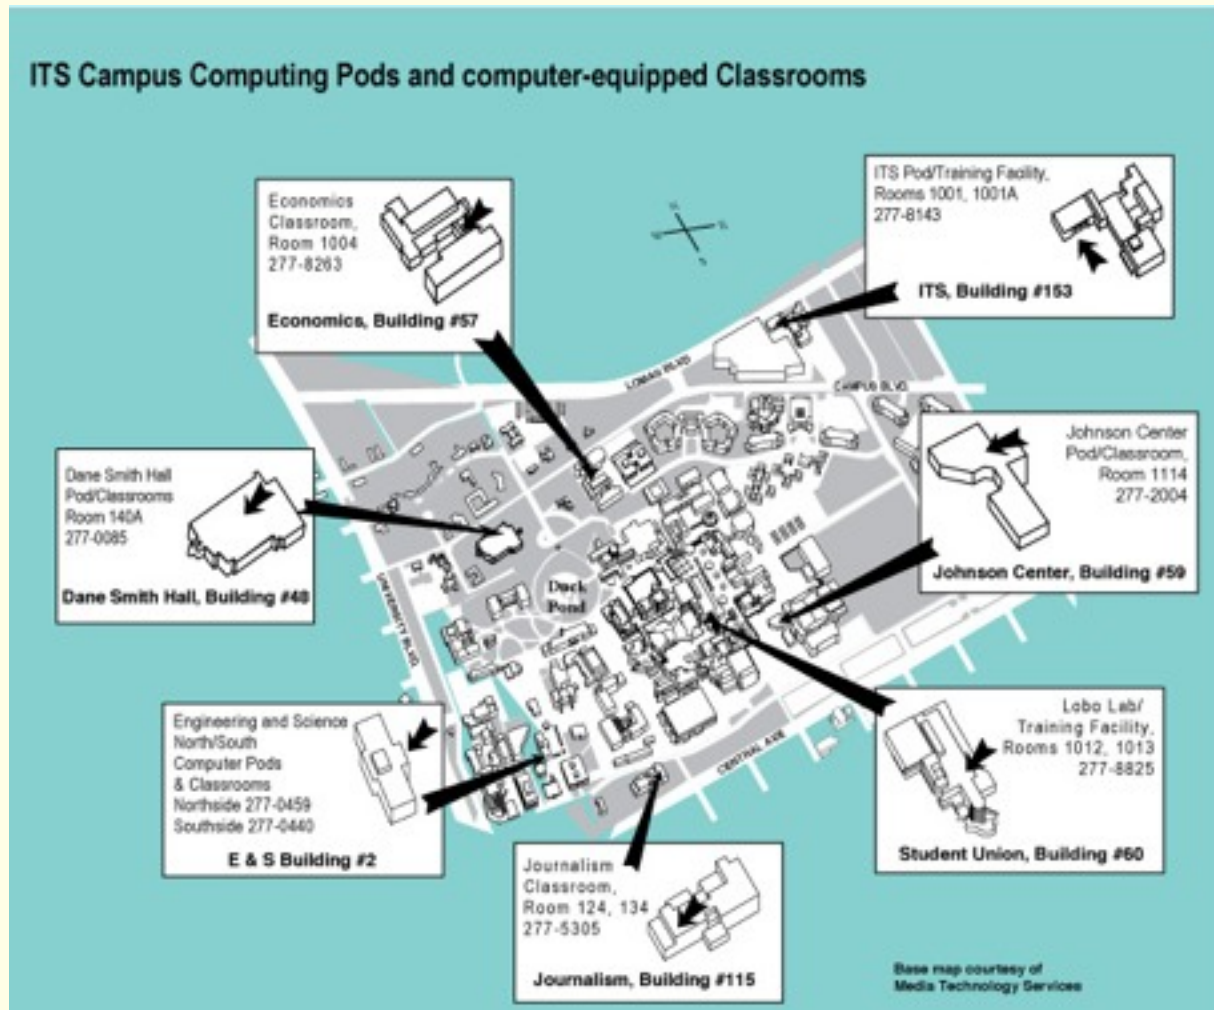 ITS Campus Computing Pods and computer-equipped Classrooms
Economics
Classroom,
Room 1004
277-8263
Economics, Building #57
ITS Pod/Training Facility,
Rooms 1001, 1001A
277-8143
ITS, Building #153
LOMAS BLVD
CAMPUS BLVD
Dane Smith Hall
Pod/Classrooms
Room 140A
277-0085
Dane Smith Hall, Building #48
Johnson Center
Pod/Classroom,
Room 1114
277-2004
Johnson Center, Building #59
Duck
Pond
UNIVERSITY BLVD
Engineering and Science
North/South
Computer Pods
& Classrooms
Northside 277-0459
Southside 277-0440
E & S Building #2
CENTRAL AVE
Lobo Lab/
Training Facility,
Rooms 1012, 1013
277-8825
Student Union, Building #60
Journalism
Classroom,
Room 124, 134
277-5305
Journalism, Building #115
Base map courtesy of
Media Technology Services